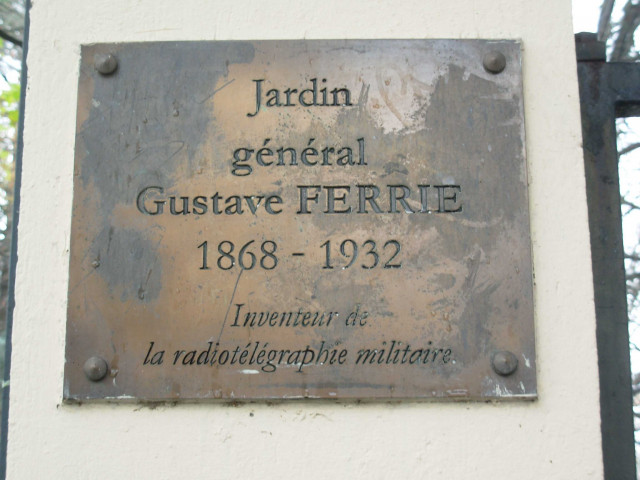 Jardin
général
Gustave FERRIE
1868 - 1932
Inventeur de
la radiotélégraphie militaire.